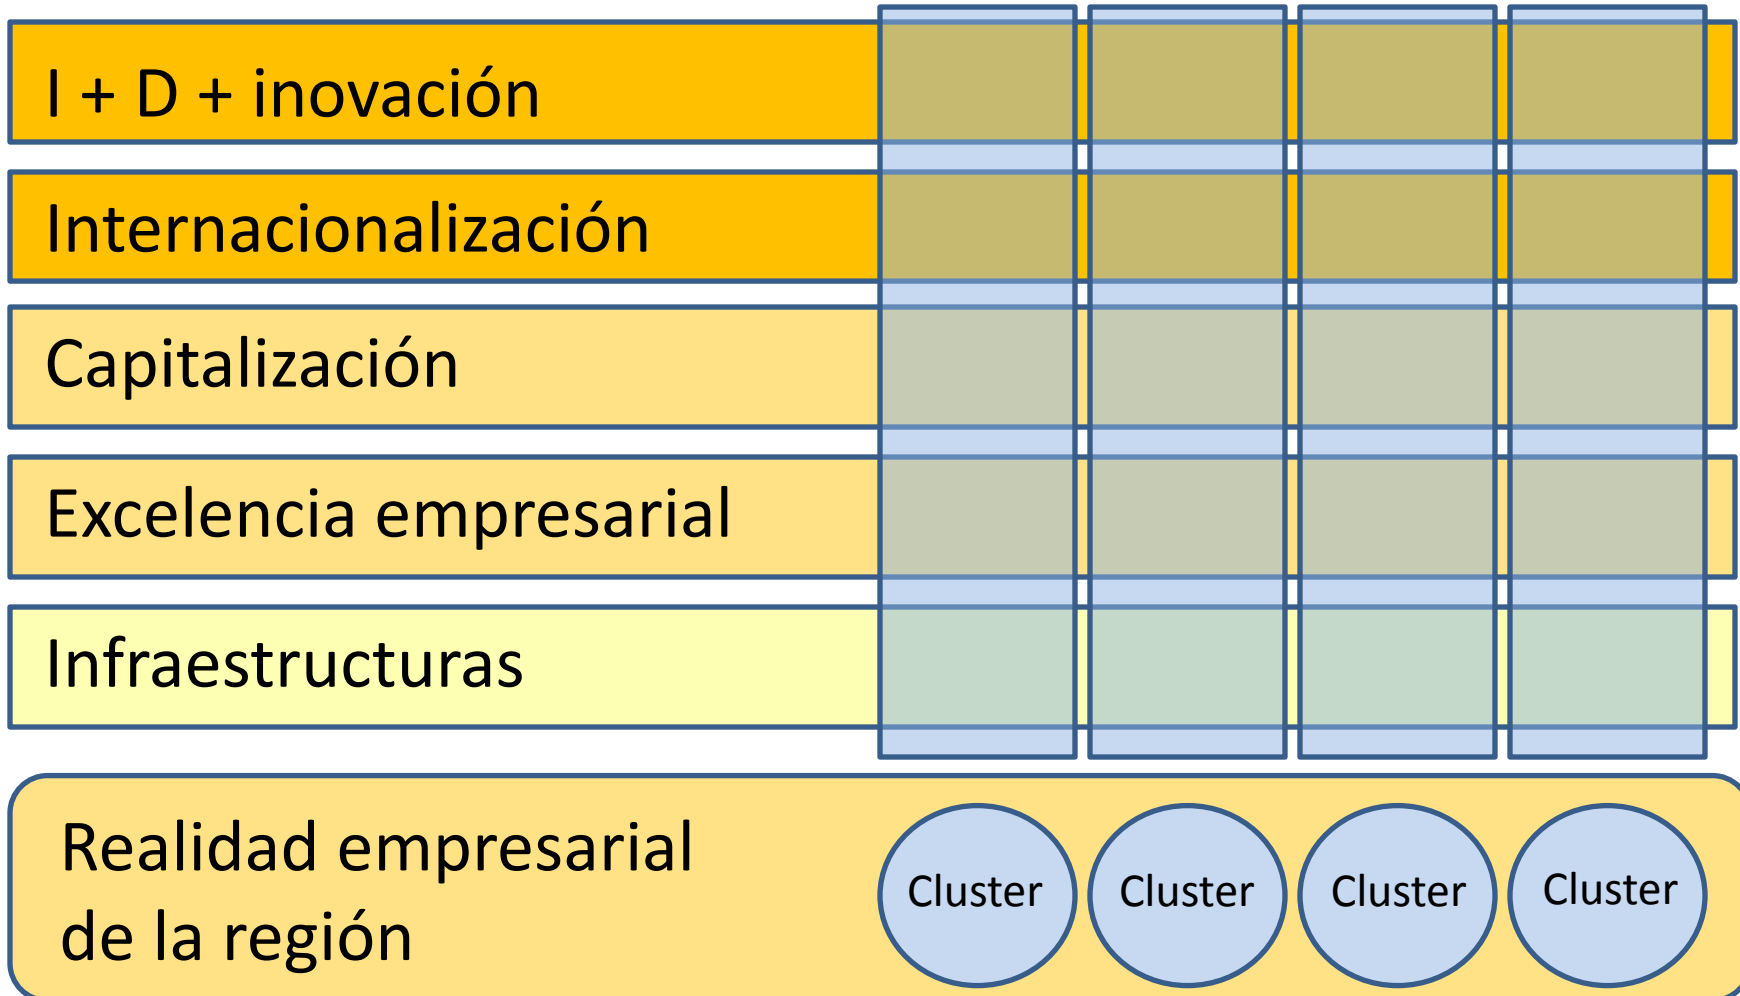 I + D + inovación
Internacionalización
Capitalización
Excelencia empresarial
Infraestructuras
Realidad empresarial
de la región
Cluster
Cluster
Cluster
Cluster